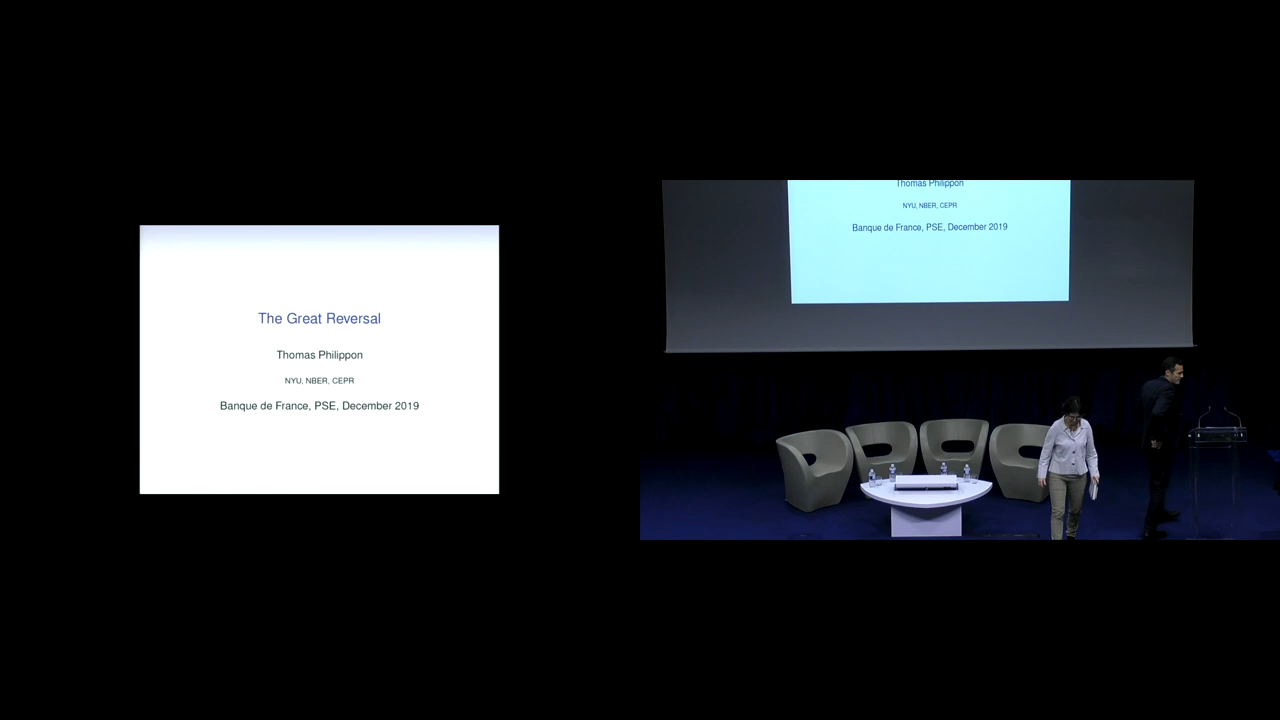 The Great Reversal
Thomas Philippon
NYU, NBER, CEPR
Banque de France, PSE, December 2019
Thomas Philippon
NYU, NBER, CEPR
Banque de France, PSE, December 2019